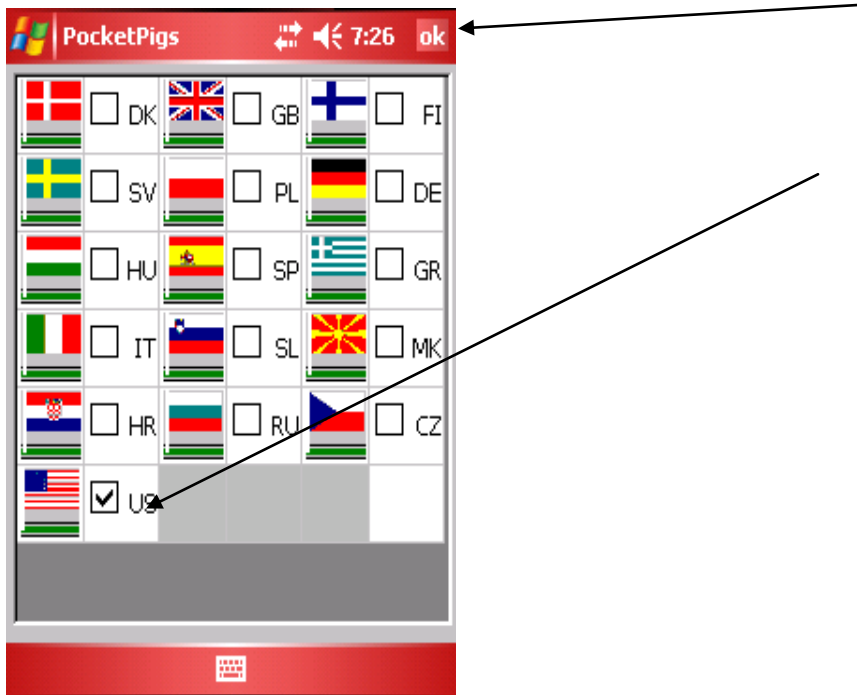 PocketPigs 7:26 ok
DK GB FI
SV PL DE
HU SP GR
IT SL MK
HR RU CZ
US